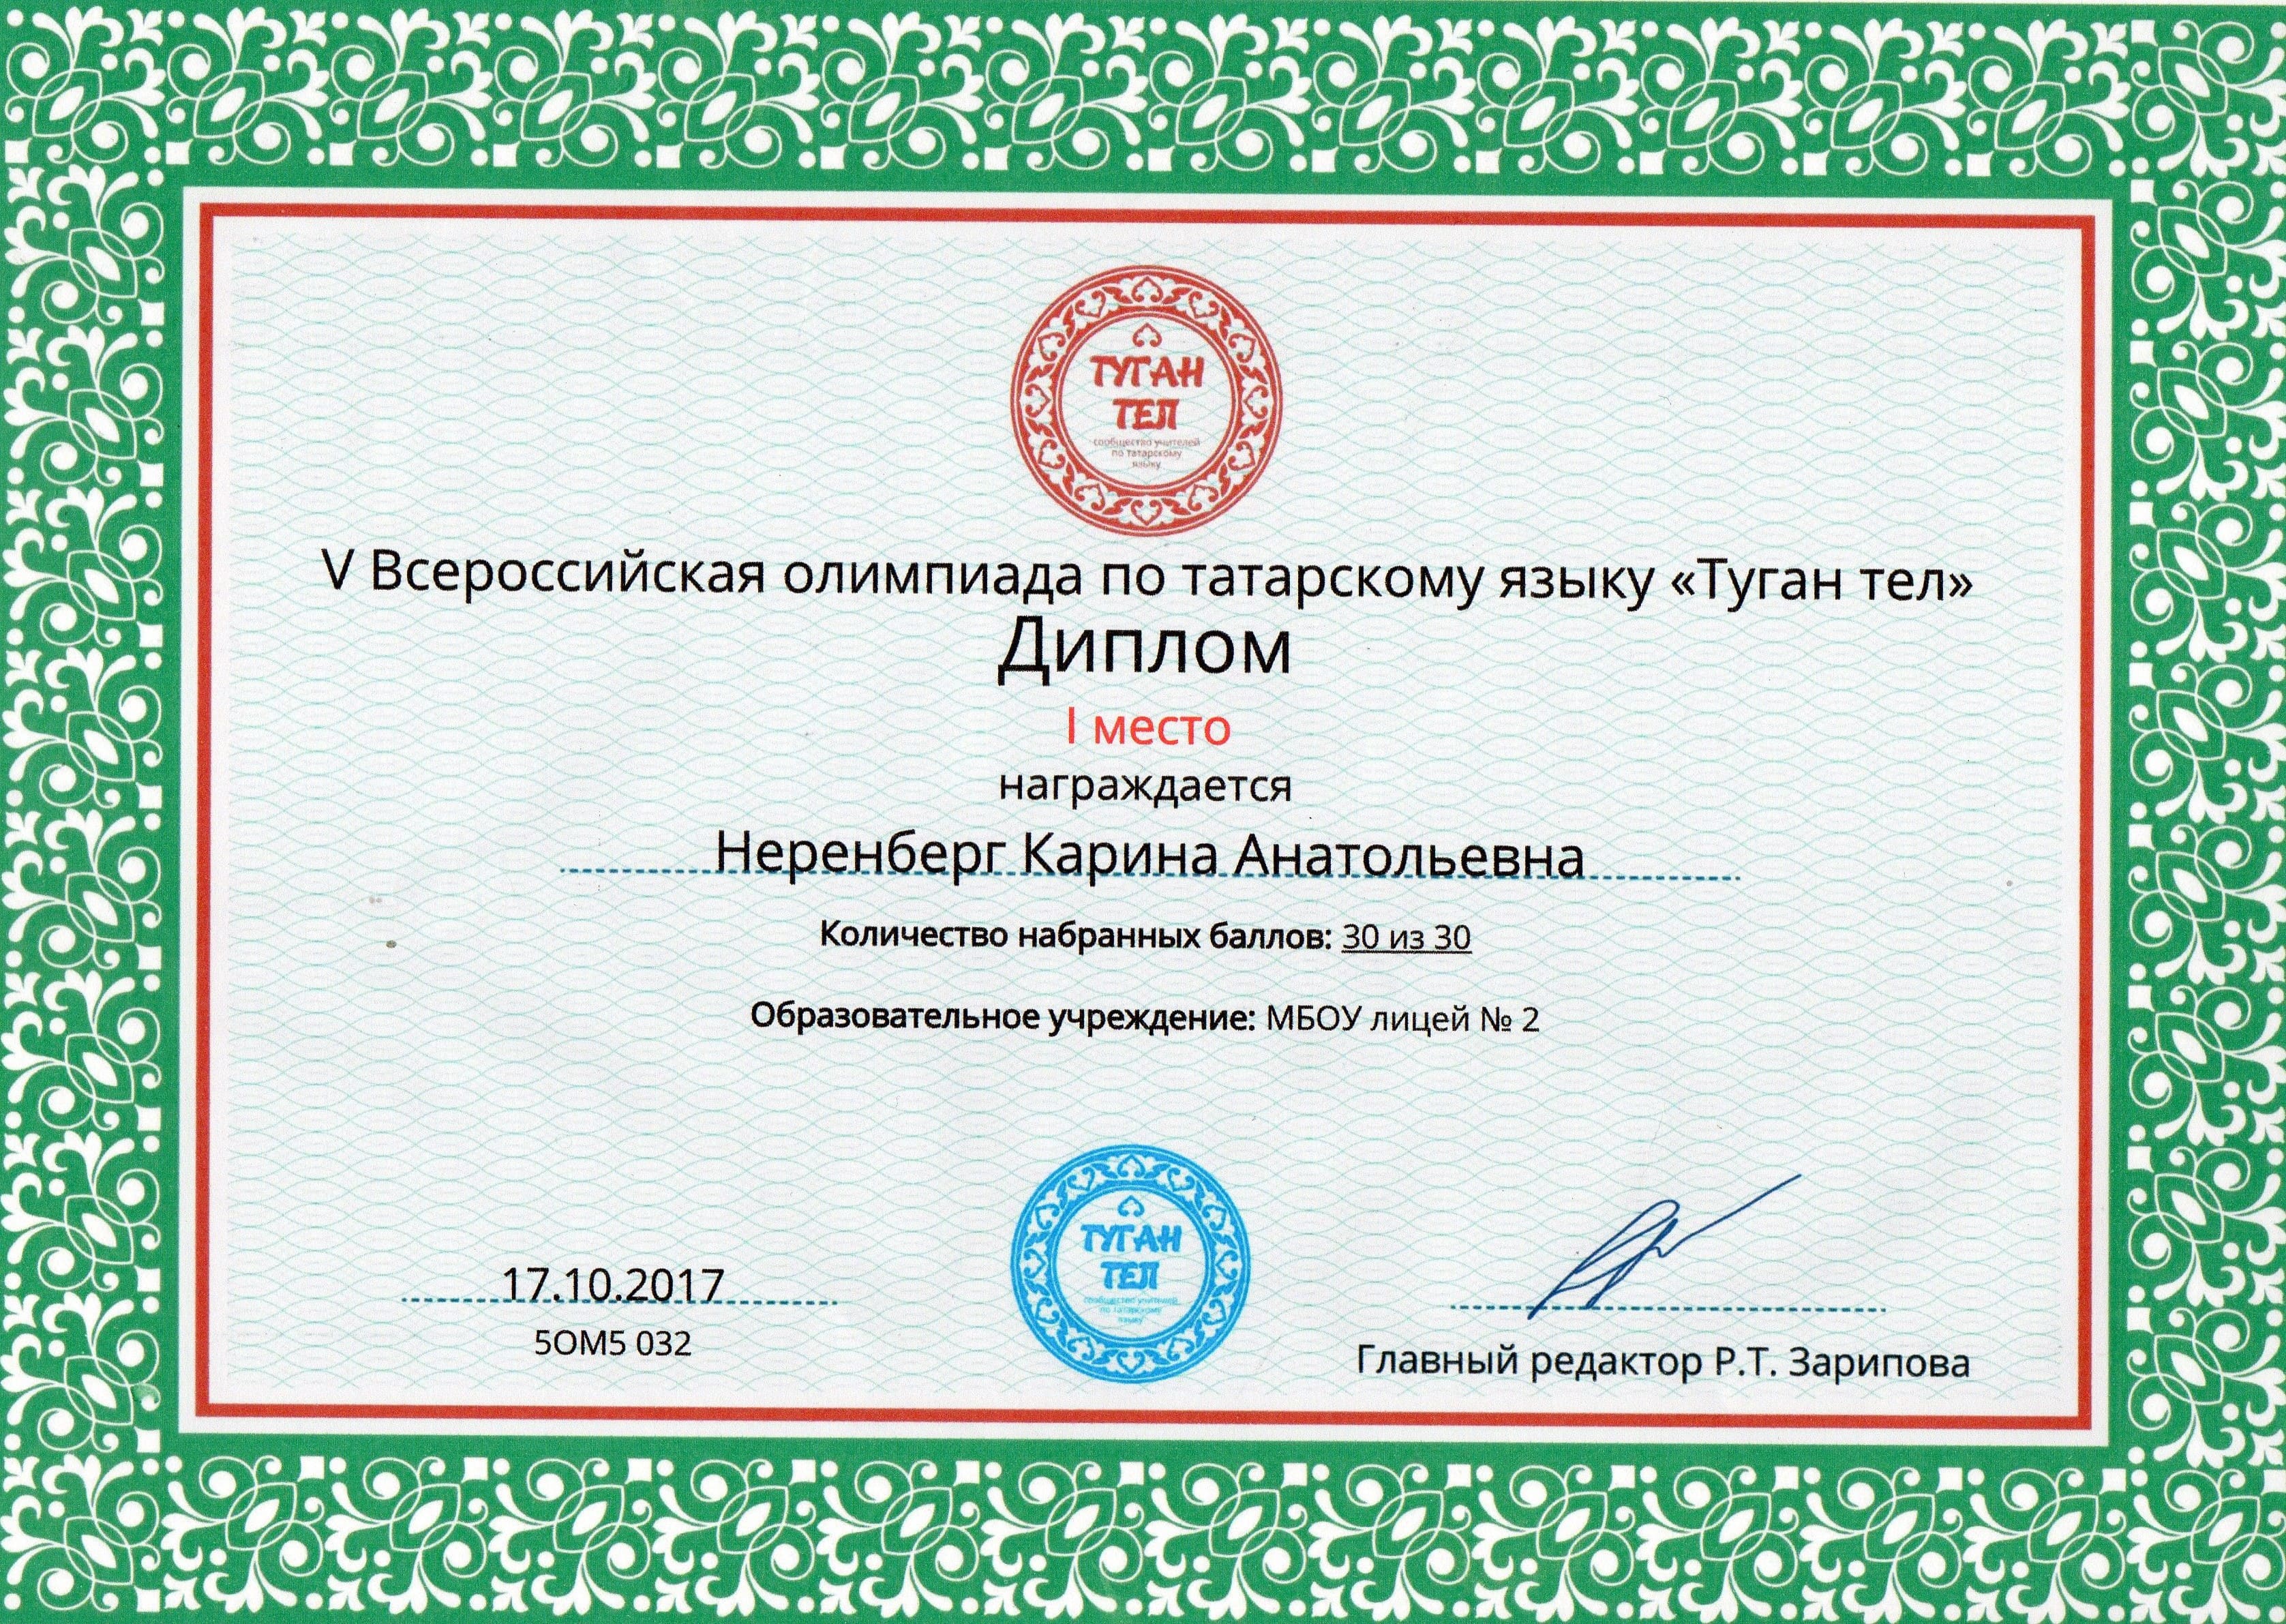 ТУГАН
ТЕЛ
сообщество учителей
по татарскому
языку
V Всероссийская олимпиада по татарскому языку «Туган тел»
Диплом
I место
награждается
Неренберг Карина Анатольевна
Количество набранных баллов: 30 из 30
Образовательное учреждение: МБОУ лицей № 2
ТУГАН
ТЕЛ
сообщество учителей
по татарскому
языку
17.10.2017
5ОМ5 032
Главный редактор Р.Т. Зарипова